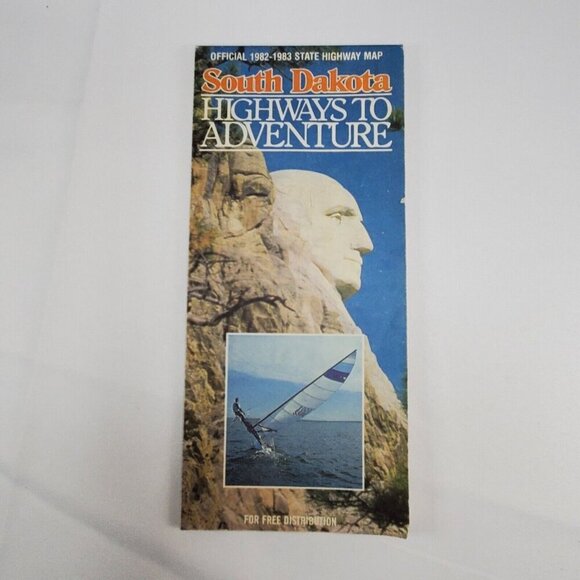 OFFICIAL 1982-1983 STATE HIGHWAY MAP
South Dakota
HIGHWAYS TO
ADVENTURE
FOR FREE DISTRIBUTION